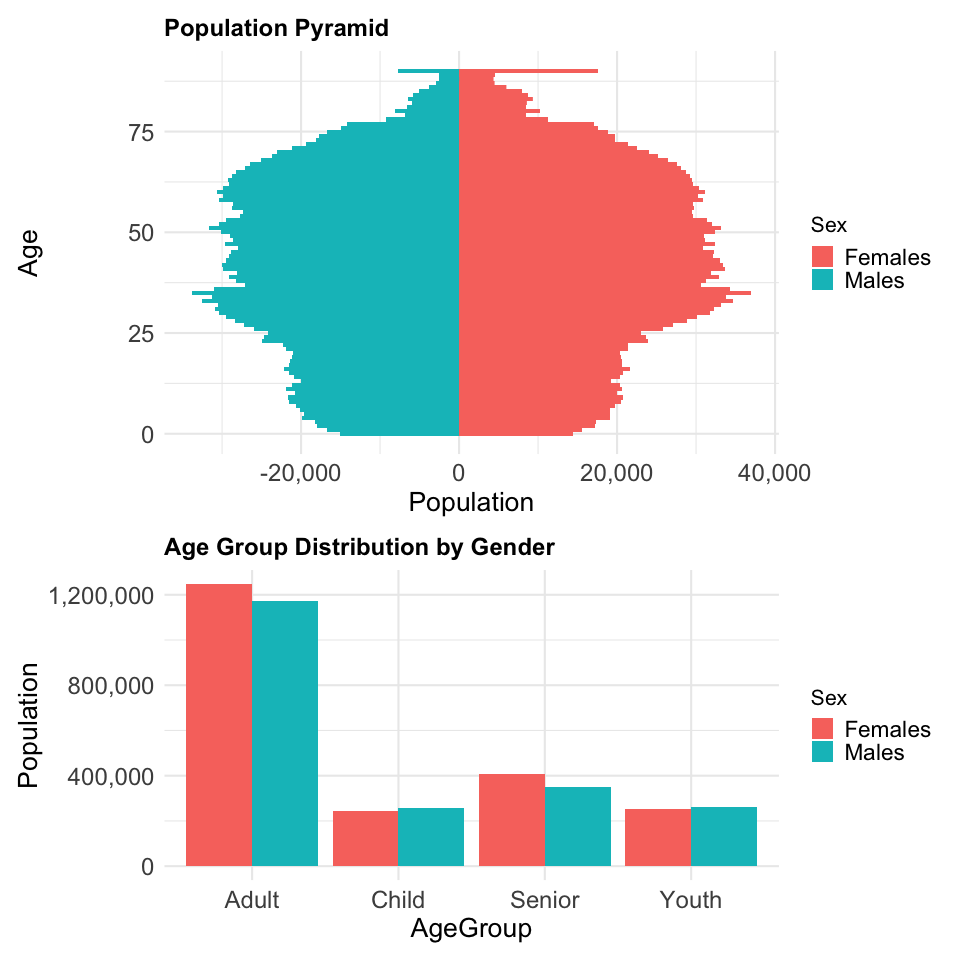 Population Pyramid
75
50
25
0
Age
-20,000 0 20,000 40,000
Population
Sex
Females
Males
Age Group Distribution by Gender
1,200,000
800,000
400,000
0
Population
Adult Child Senior Youth
AgeGroup
Sex
Females
Males